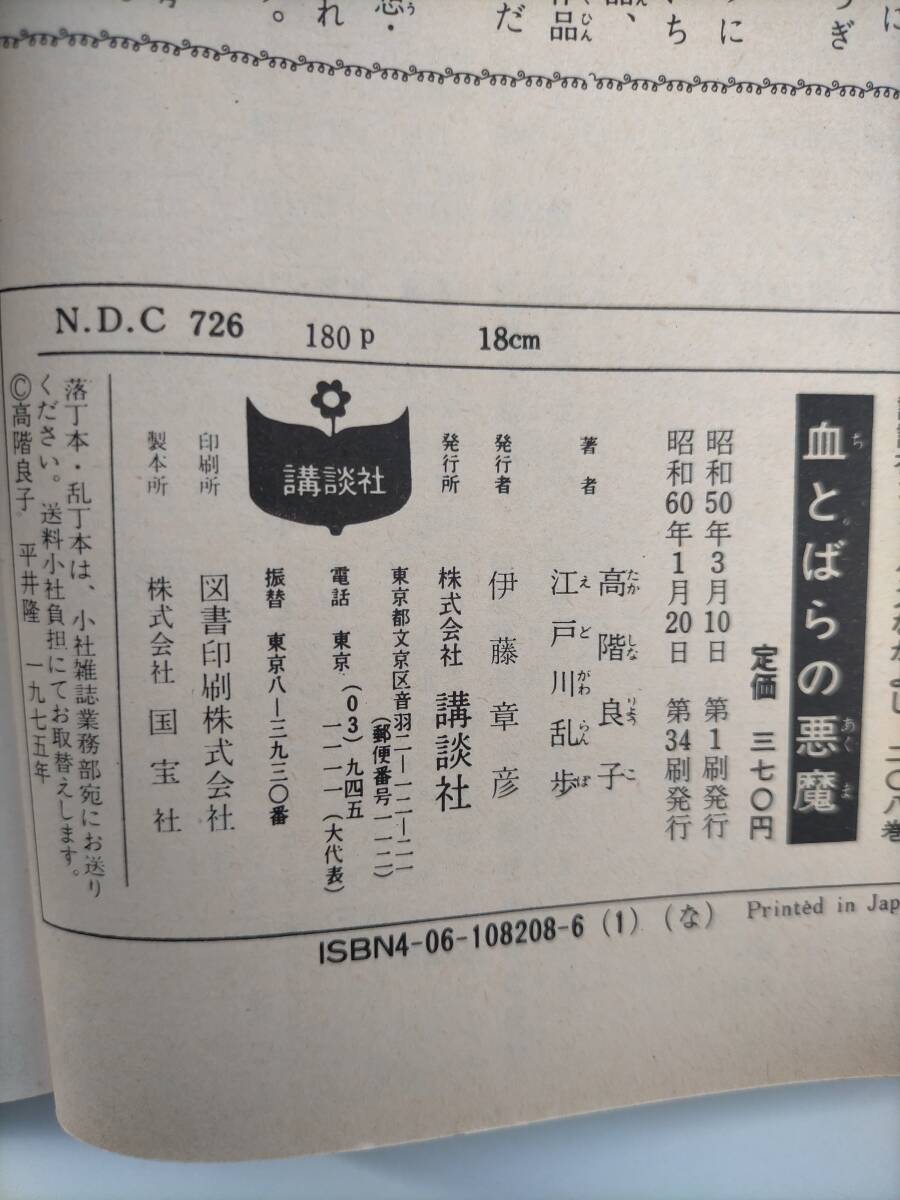 N.D.C 726 180p 18cm
血とばらの悪魔
定価 三七〇円
昭和50年3月10日 第1刷発行
昭和60年1月20日 第34刷発行
著者 高階良子
江戸川乱歩
発行者 伊藤章彦
発行所 株式会社 講談社
東京都文京区音羽二―一二―二一
(郵便番号一一二)
電話 東京(03)九四五
一一一一(大代表)
振替 東京八―三九三〇番
講談社
印刷所 図書印刷株式会社
製本所 株式会社 国宝社
落丁本・乱丁本は、小社雑誌業務部宛にお送り
ください。送料小社負担にてお取替えします。
©高階良子 平井隆 一九七五年
ISBN4-06-108208-6 (1) (な) Printed in Jap